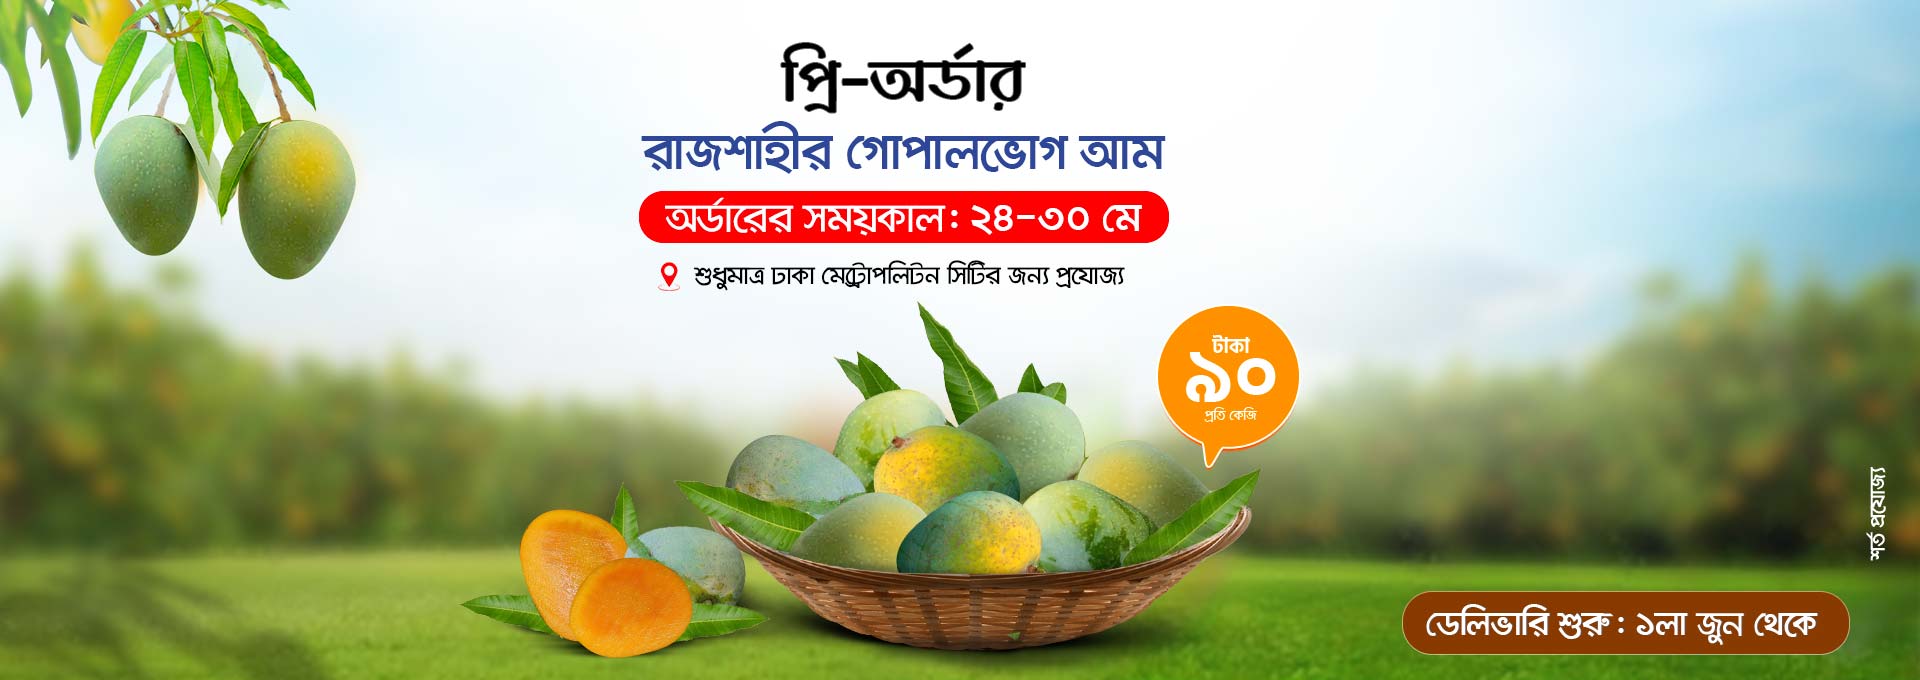 প্রি-অর্ডার
রাজশাহীর গোপালভোগ আম
অর্ডারের সময়কাল: ২৪-৩০ মে
শুধুমাত্র ঢাকা মেট্রোপলিটন সিটির জন্য প্রযোজ্য
টাকা
৯০
প্রতি কেজি
শর্ত প্রযোজ্য
ডেলিভারি শুরু: ১লা জুন থেকে